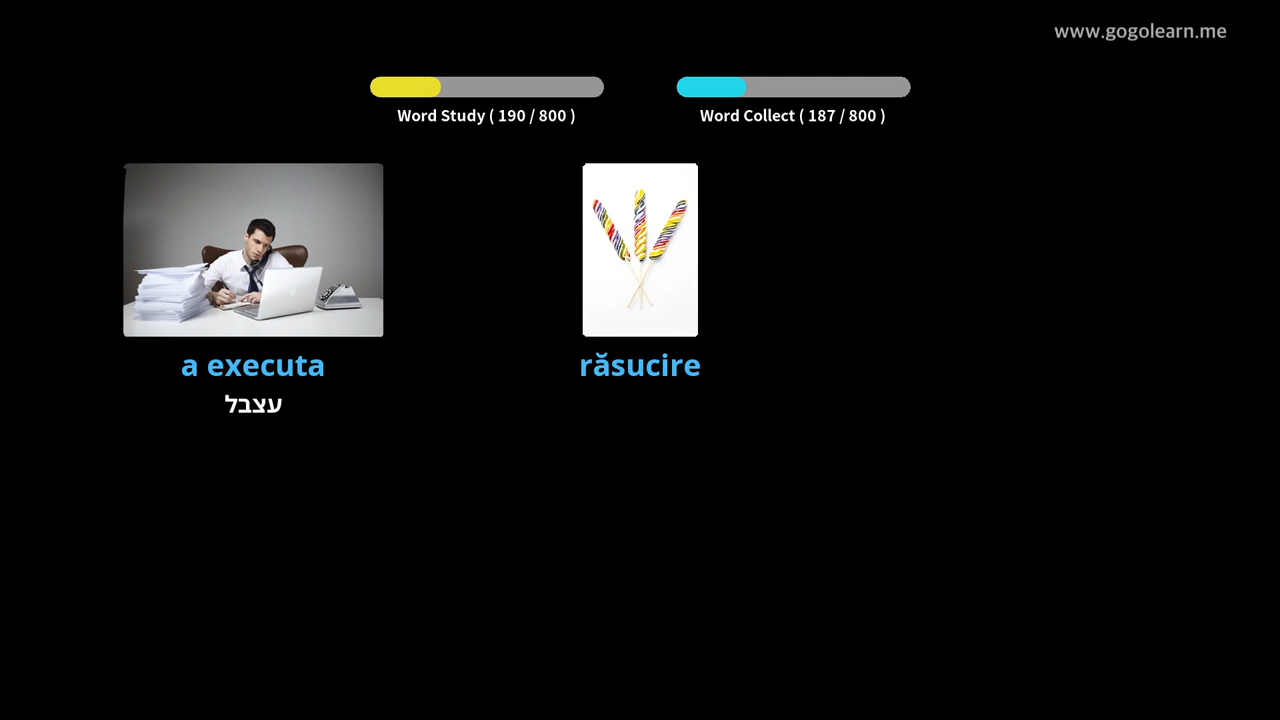 www.gogolearn.me
Word Study ( 190 / 800 )
Word Collect ( 187 / 800 )
a executa
עצבל
răsucire